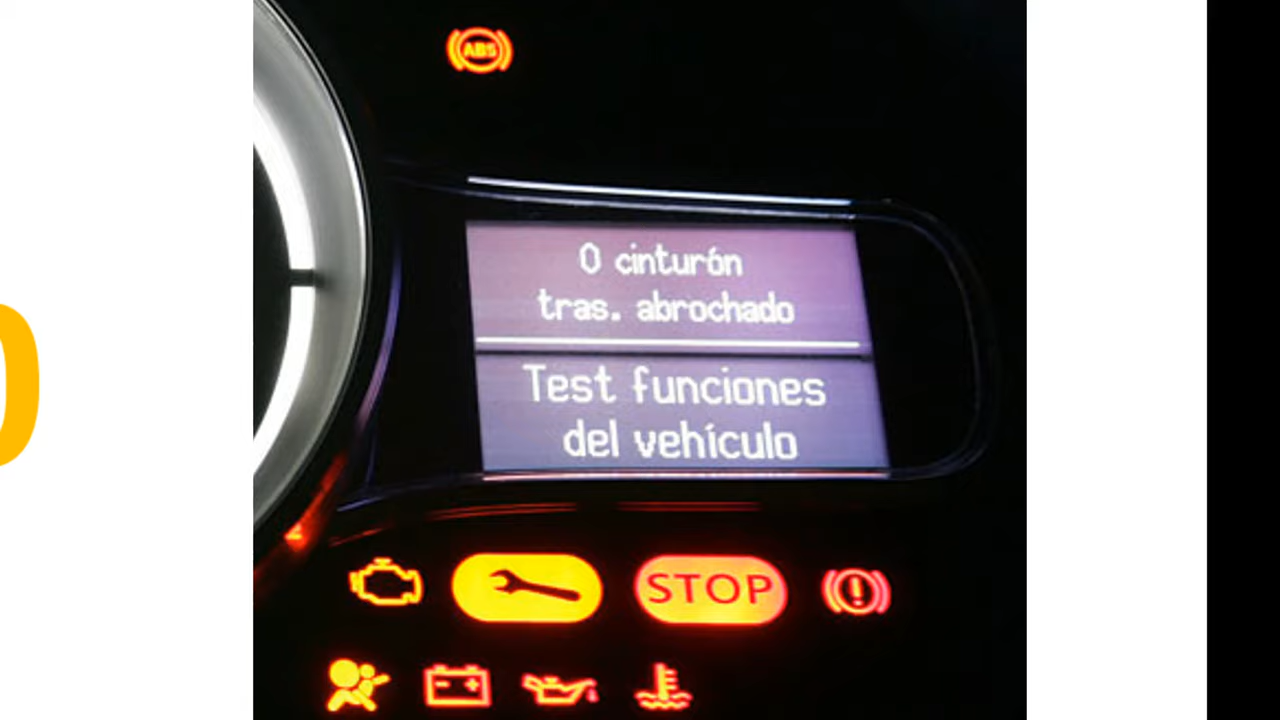 ABS
0 cinturón
tras. abrochado
Test funciones
del vehículo
STOP